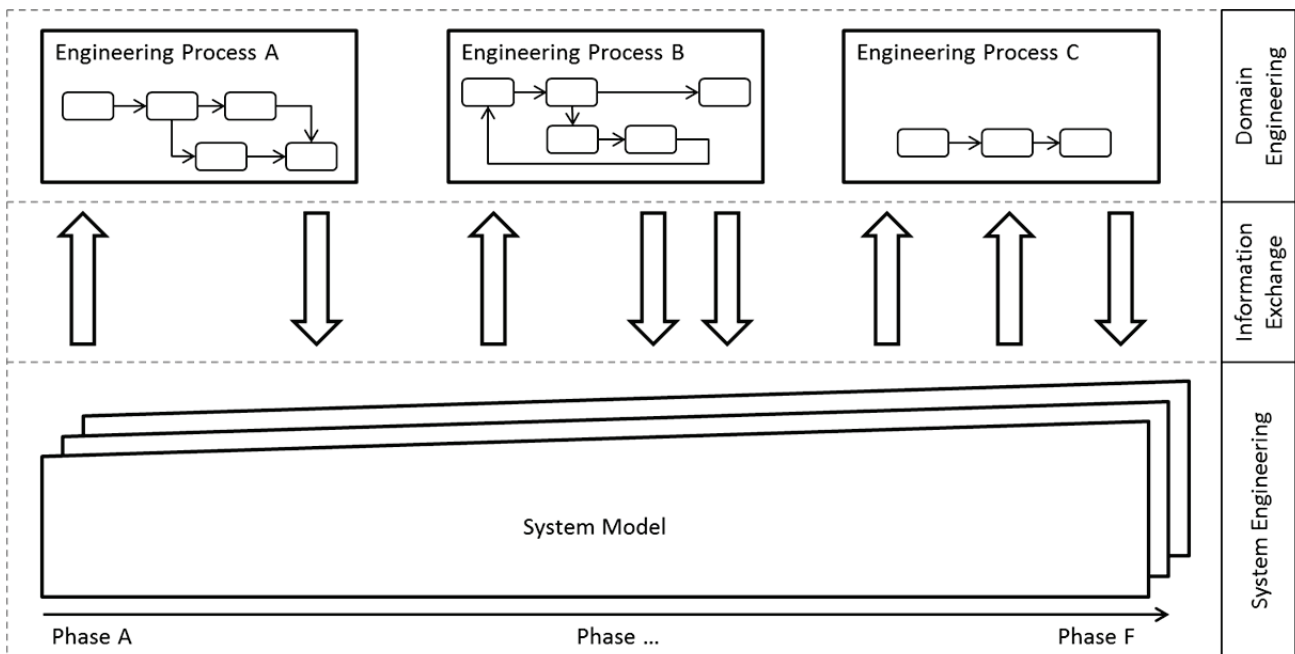 Engineering Process A
Engineering Process B
Engineering Process C
Domain
Engineering
Information
Exchange
System Model
System Engineering
Phase A
Phase ...
Phase F